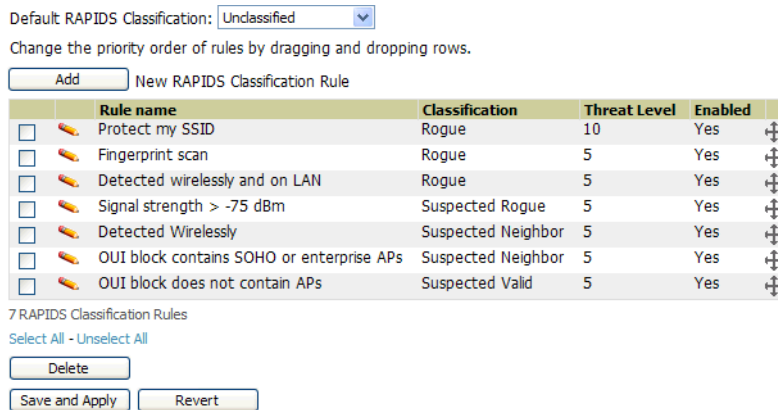 Default RAPIDS Classification: Unclassified
Change the priority order of rules by dragging and dropping rows.
Add New RAPIDS Classification Rule
Rule name Classification Threat Level Enabled
Protect my SSID Rogue 10 Yes
Fingerprint scan Rogue 5 Yes
Detected wirelessly and on LAN Rogue 5 Yes
Signal strength > -75 dBm Suspected Rogue 5 Yes
Detected Wirelessly Suspected Neighbor 5 Yes
OUI block contains SOHO or enterprise APs Suspected Neighbor 5 Yes
OUI block does not contain APs Suspected Valid 5 Yes
7 RAPIDS Classification Rules
Select All - Unselect All
Delete
Save and Apply Revert